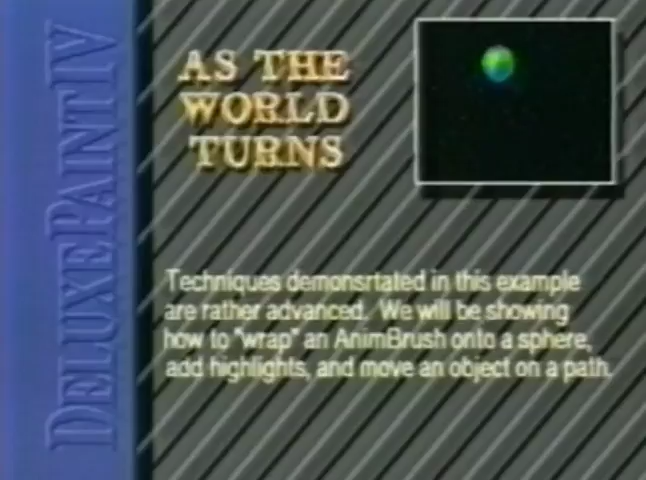 DELUXEPAINT IV
AS THE
WORLD
TURNS
Techniques demonsrtated in this example
are rather advanced. We will be showing
how to "wrap" an AnimBrush onto a sphere,
add highlights, and move an object on a path.